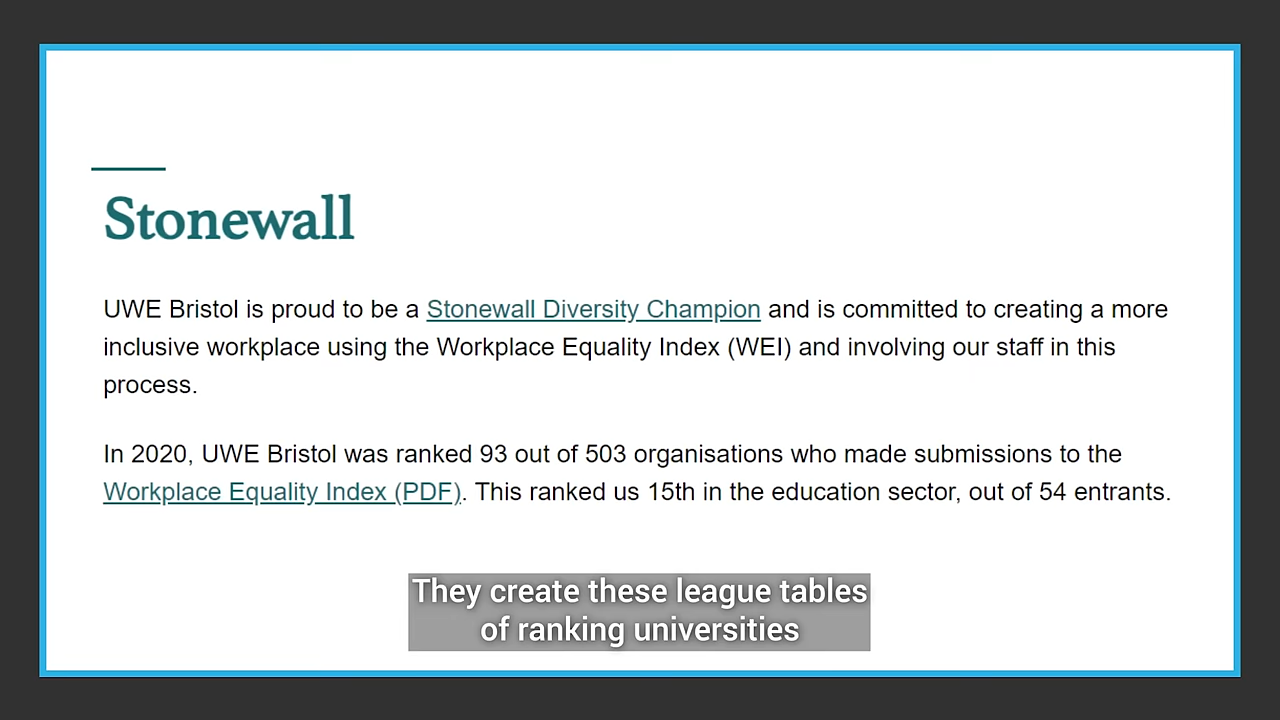 Stonewall
UWE Bristol is proud to be a Stonewall Diversity Champion and is committed to creating a more
inclusive workplace using the Workplace Equality Index (WEI) and involving our staff in this
process.
In 2020, UWE Bristol was ranked 93 out of 503 organisations who made submissions to the
Workplace Equality Index (PDF). This ranked us 15th in the education sector, out of 54 entrants.
They create these league tables
of ranking universities